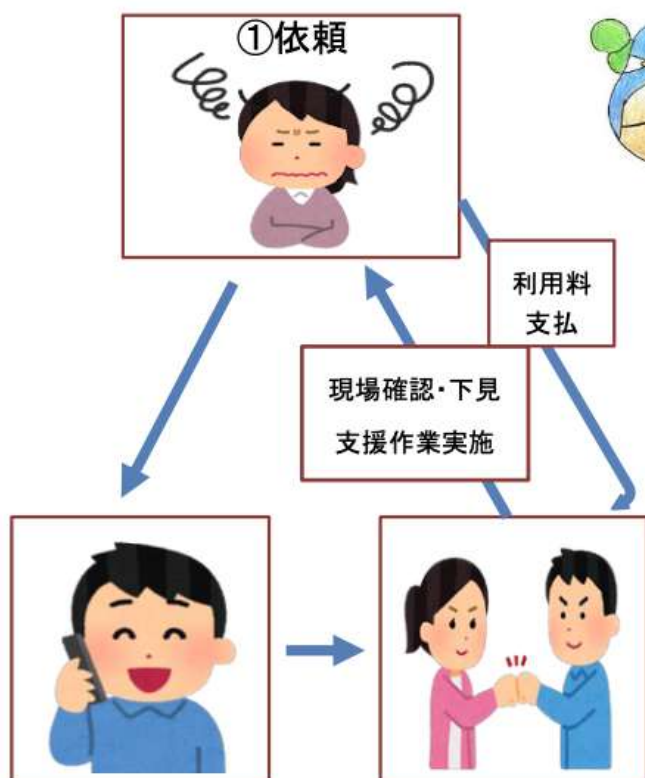 ①依頼
利用料
支払
現場確認・下見
支援作業実施